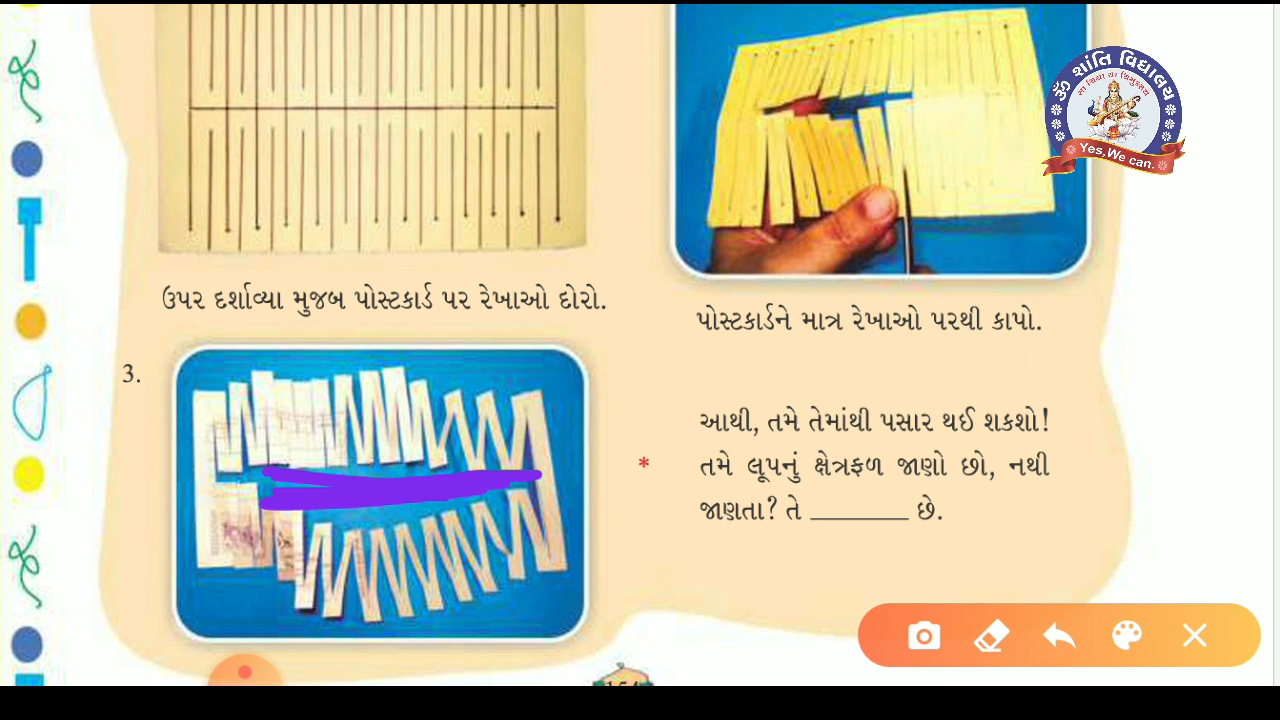 ૐ શાંતિ વિદ્યાલય
Yes, We can.
ઉપર દર્શાવ્યા મુજબ પોસ્ટકાર્ડ પર રેખાઓ દોરો.
પોસ્ટકાર્ડને માત્ર રેખાઓ પરથી કાપો.
3.
આથી, તમે તેમાંથી પસાર થઈ શકશો!
* તમે લૂપનું ક્ષેત્રફળ જાણો છો, નથી
જાણતા? તે ________ છે.